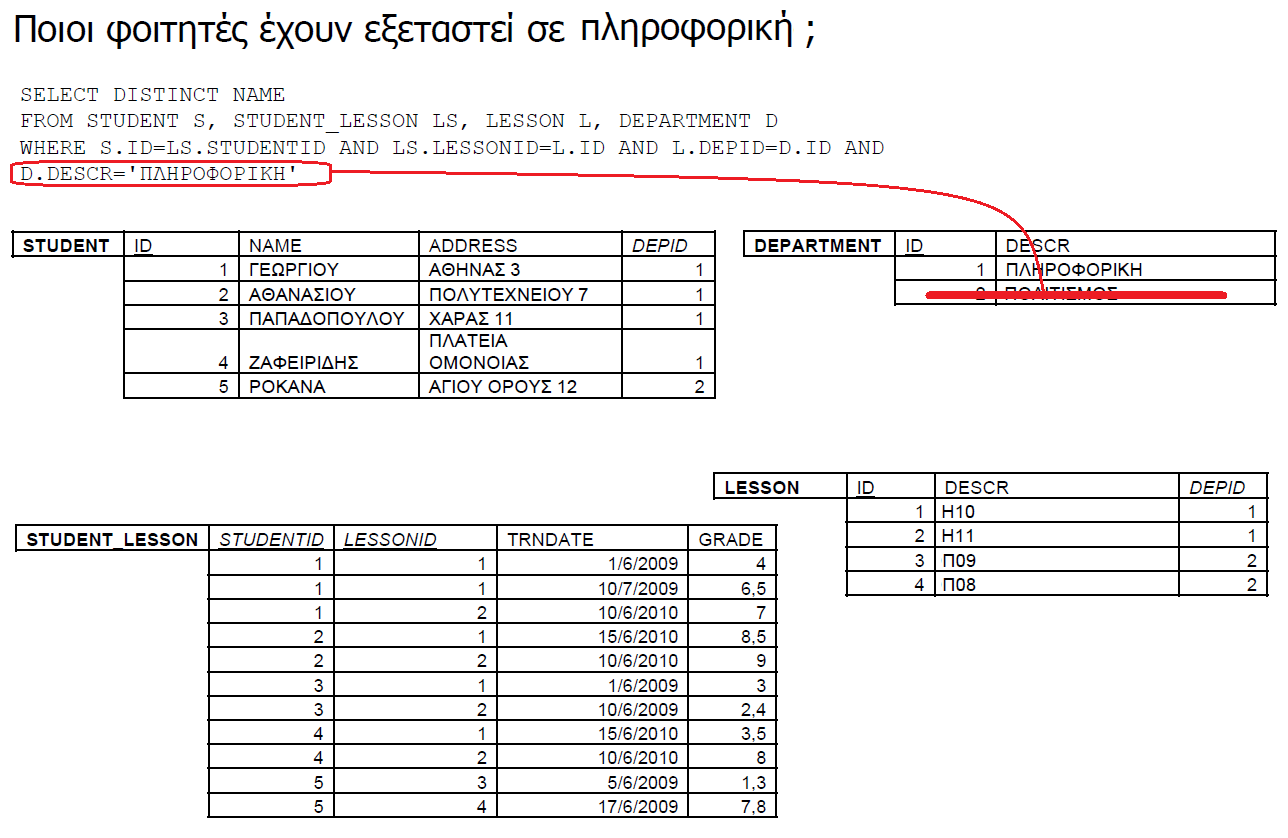 Ποιοι φοιτητές έχουν εξεταστεί σε πληροφορική ;
SELECT DISTINCT NAME
FROM STUDENT S, STUDENT_LESSON LS, LESSON L, DEPARTMENT D
WHERE S.ID=LS.STUDENTID AND LS.LESSONID=L.ID AND L.DEPID=D.ID AND
D.DESCR='ΠΛΗΡΟΦΟΡΙΚΗ'
STUDENT ID NAME ADDRESS DEPID
1 ΓΕΩΡΓΙΟΥ ΑΘΗΝΑΣ 3 1
2 ΑΘΑΝΑΣΙΟΥ ΠΟΛΥΤΕΧΝΕΙΟΥ 7 1
3 ΠΑΠΑΔΟΠΟΥΛΟΥ ΧΑΡΑΣ 11 1
ΠΛΑΤΕΙΑ
4 ΖΑΦΕΙΡΙΔΗΣ ΟΜΟΝΟΙΑΣ 1
5 ΡΟΚΑΝΑ ΑΓΙΟΥ ΟΡΟΥΣ 12 2
DEPARTMENT ID DESCR
1 ΠΛΗΡΟΦΟΡΙΚΗ
2 ΠΟΛΙΤΙΣΜΟΣ
LESSON ID DESCR DEPID
1 Η10 1
2 Η11 1
3 Π09 2
4 Π08 2
STUDENT_LESSON STUDENTID LESSONID TRNDATE GRADE
1 1 1/6/2009 4
1 1 10/7/2009 6,5
1 2 10/6/2010 7
2 1 15/6/2010 8,5
2 2 10/6/2010 9
3 1 1/6/2009 3
3 2 10/6/2009 2,4
4 1 15/6/2010 3,5
4 2 10/6/2010 8
5 3 5/6/2009 1,3
5 4 17/6/2009 7,8